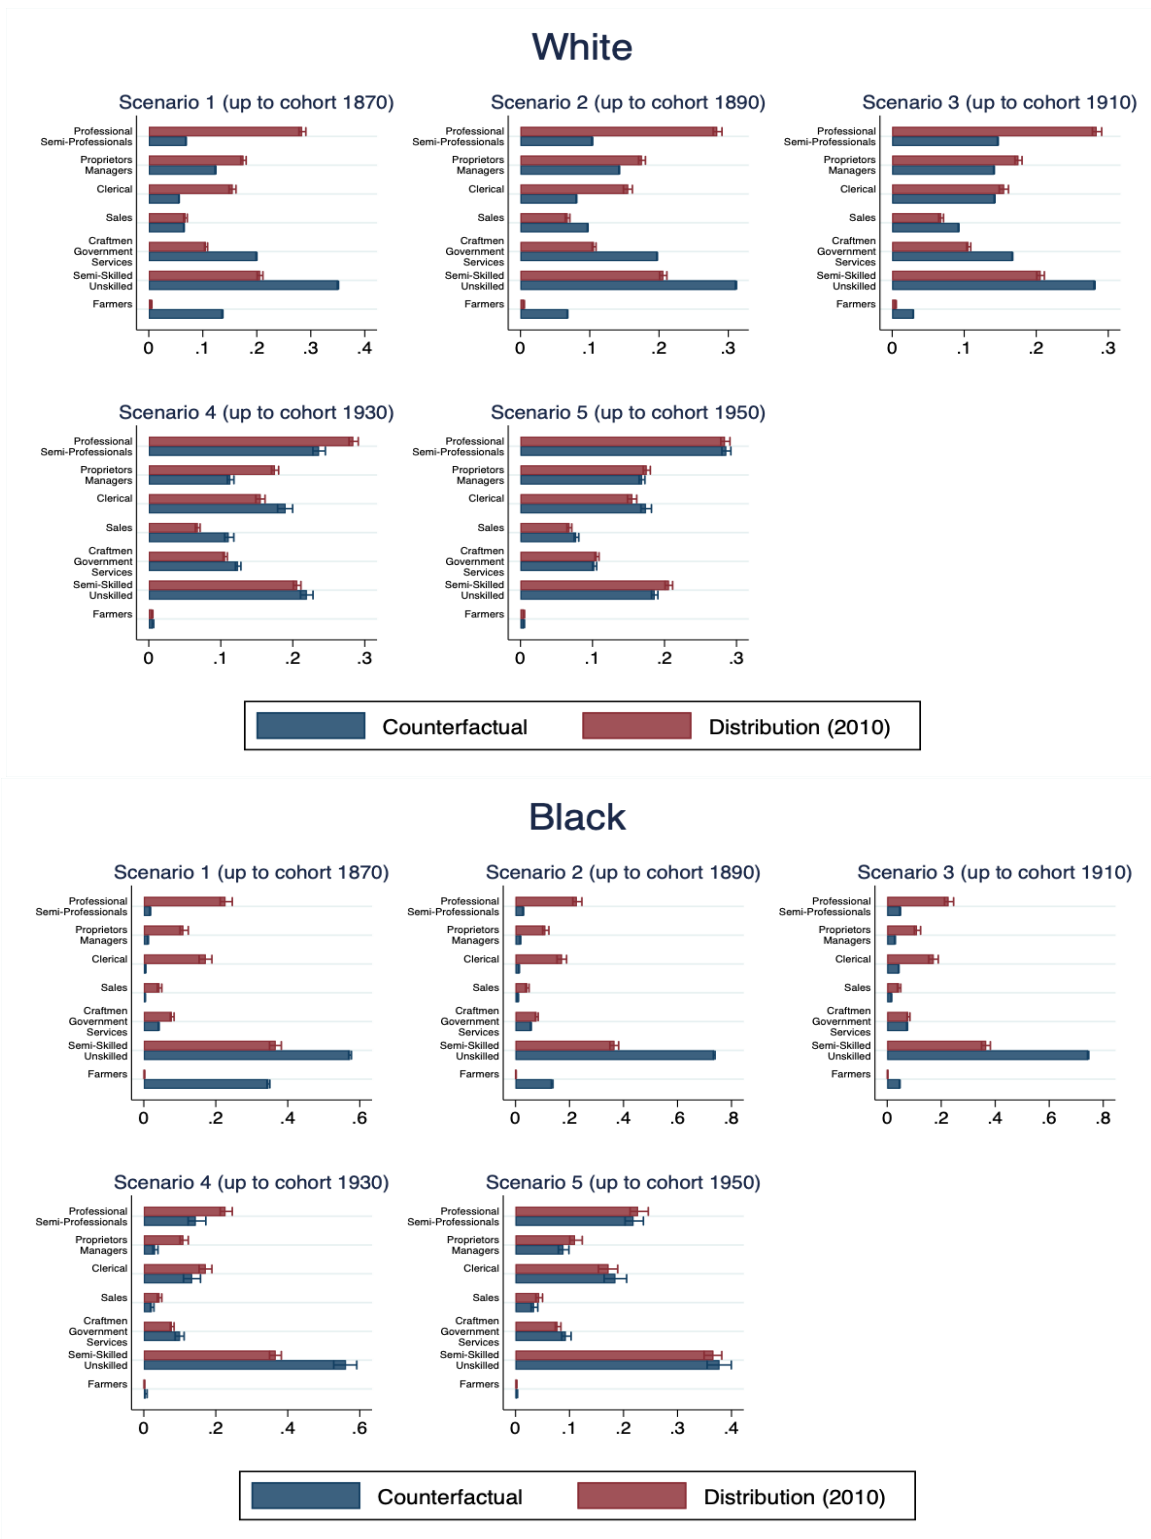 White
Scenario 1 (up to cohort 1870)
Professional
Semi-Professionals
Proprietors
Managers
Clerical
Sales
Craftmen
Government
Services
Semi-Skilled
Unskilled
Farmers
0 .1 .2 .3 .4
Scenario 2 (up to cohort 1890)
Professional
Semi-Professionals
Proprietors
Managers
Clerical
Sales
Craftmen
Government
Services
Semi-Skilled
Unskilled
Farmers
0 .1 .2 .3
Scenario 3 (up to cohort 1910)
Professional
Semi-Professionals
Proprietors
Managers
Clerical
Sales
Craftmen
Government
Services
Semi-Skilled
Unskilled
Farmers
0 .1 .2 .3
Scenario 4 (up to cohort 1930)
Professional
Semi-Professionals
Proprietors
Managers
Clerical
Sales
Craftmen
Government
Services
Semi-Skilled
Unskilled
Farmers
0 .1 .2 .3
Scenario 5 (up to cohort 1950)
Professional
Semi-Professionals
Proprietors
Managers
Clerical
Sales
Craftmen
Government
Services
Semi-Skilled
Unskilled
Farmers
0 .1 .2 .3
Counterfactual Distribution (2010)
Black
Scenario 1 (up to cohort 1870)
Professional
Semi-Professionals
Proprietors
Managers
Clerical
Sales
Craftmen
Government
Services
Semi-Skilled
Unskilled
Farmers
0 .2 .4 .6
Scenario 2 (up to cohort 1890)
Professional
Semi-Professionals
Proprietors
Managers
Clerical
Sales
Craftmen
Government
Services
Semi-Skilled
Unskilled
Farmers
0 .2 .4 .6 .8
Scenario 3 (up to cohort 1910)
Professional
Semi-Professionals
Proprietors
Managers
Clerical
Sales
Craftmen
Government
Services
Semi-Skilled
Unskilled
Farmers
0 .2 .4 .6 .8
Scenario 4 (up to cohort 1930)
Professional
Semi-Professionals
Proprietors
Managers
Clerical
Sales
Craftmen
Government
Services
Semi-Skilled
Unskilled
Farmers
0 .2 .4 .6
Scenario 5 (up to cohort 1950)
Professional
Semi-Professionals
Proprietors
Managers
Clerical
Sales
Craftmen
Government
Services
Semi-Skilled
Unskilled
Farmers
0 .1 .2 .3 .4
Counterfactual Distribution (2010)